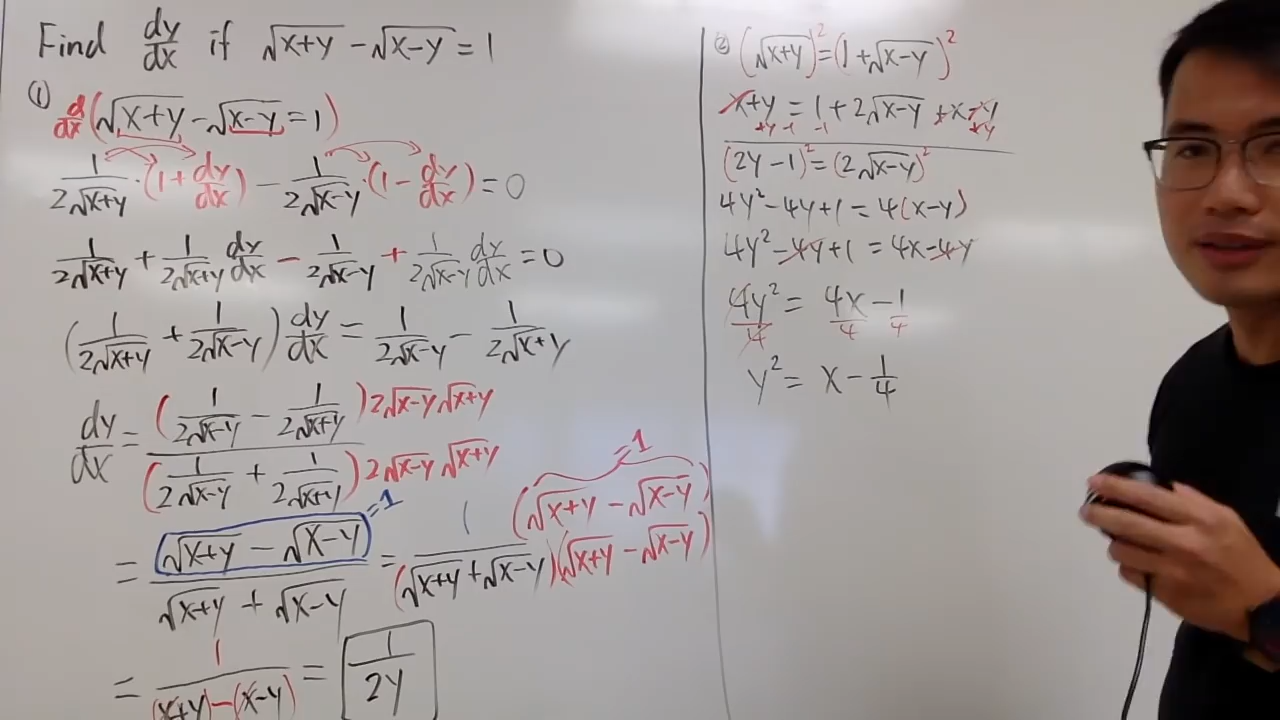 Find dy/dx if √(x+y) - √(x-y) = 1
① d/dx(√(x+y) - √(x-y) = 1)
1/(2√(x+y)) · (1 + dy/dx) - 1/(2√(x-y)) · (1 - dy/dx) = 0
1/(2√(x+y)) + 1/(2√(x+y)) dy/dx - 1/(2√(x-y)) + 1/(2√(x-y)) dy/dx = 0
(1/(2√(x+y)) + 1/(2√(x-y))) dy/dx = 1/(2√(x-y)) - 1/(2√(x+y))
dy/dx = (1/(2√(x-y)) - 1/(2√(x+y))) 2√(x-y) √(x+y) / (1/(2√(x-y)) + 1/(2√(x+y))) 2√(x-y) √(x+y)
= (√(x+y) - √(x-y)) =1 / (√(x+y) + √(x-y)) = 1 (√(x+y) - √(x-y)) =1 / (√(x+y) + √(x-y))(√(x+y) - √(x-y))
= 1/((x+y) - (x-y)) = 1/(2y)
② (√(x+y))² = (1 + √(x-y))²
x+y = 1 + 2√(x-y) + x - y
+y -1 -1 +y
(2y - 1)² = (2√(x-y))²
4y² - 4y + 1 = 4(x-y)
4y² - 4y + 1 = 4x - 4y
4y²/4 = 4x/4 - 1/4
y² = x - 1/4